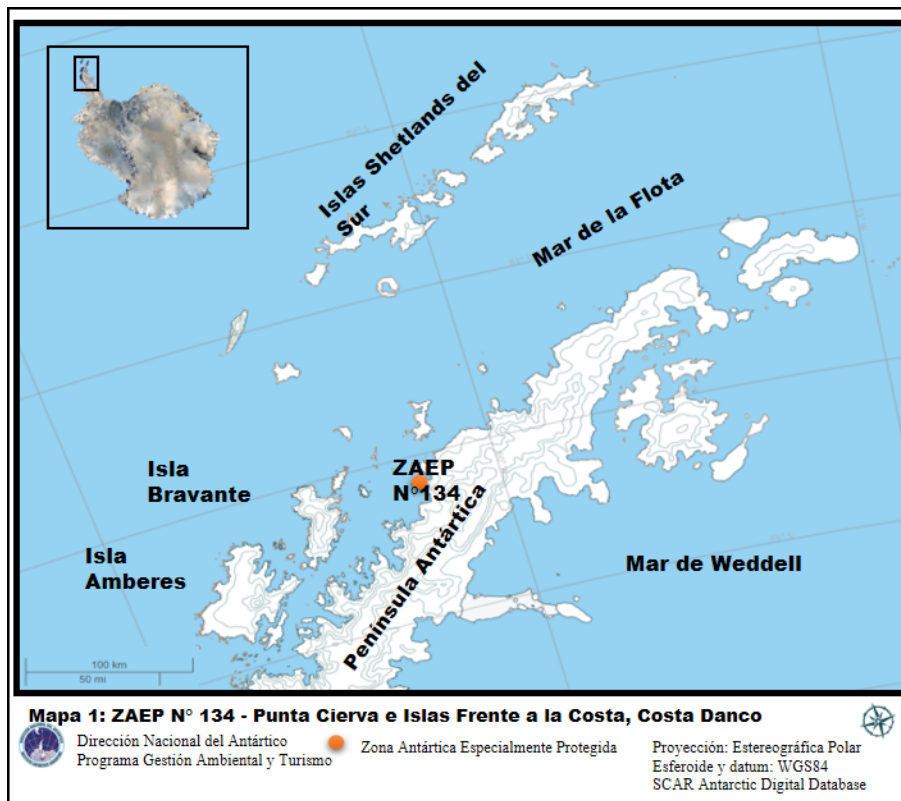 Islas Shetlands del
Sur
Mar de la Flota
Isla
Bravante
ZAEP
N°134
Isla
Amberes
Península Antártica
Mar de Weddell
100 km
50 mi
Mapa 1: ZAEP N° 134 - Punta Cierva e Islas Frente a la Costa, Costa Danco
Dirección Nacional del Antártico
Programa Gestión Ambiental y Turismo
Zona Antártica Especialmente Protegida
Proyección: Estereográfica Polar
Esferoide y datum: WGS84
SCAR Antarctic Digital Database